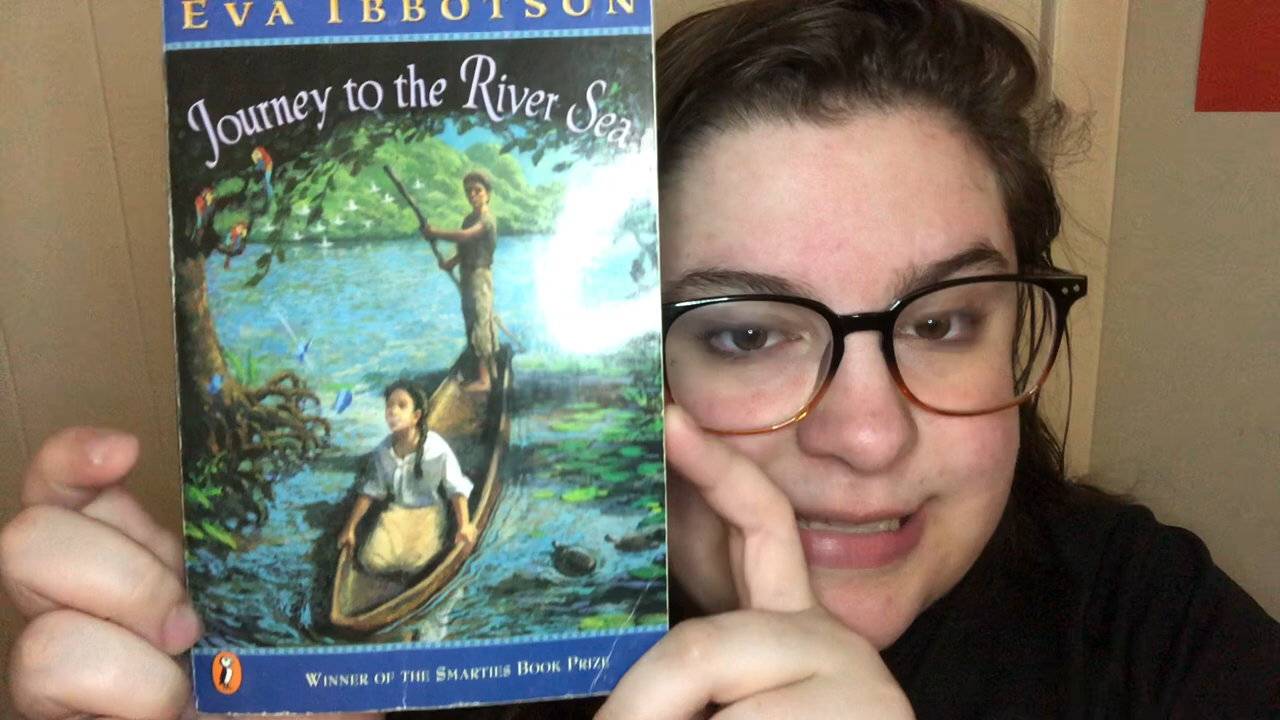 EVA IBBOTSON
Journey to the River Sea
WINNER OF THE SMARTIES BOOK PRIZE